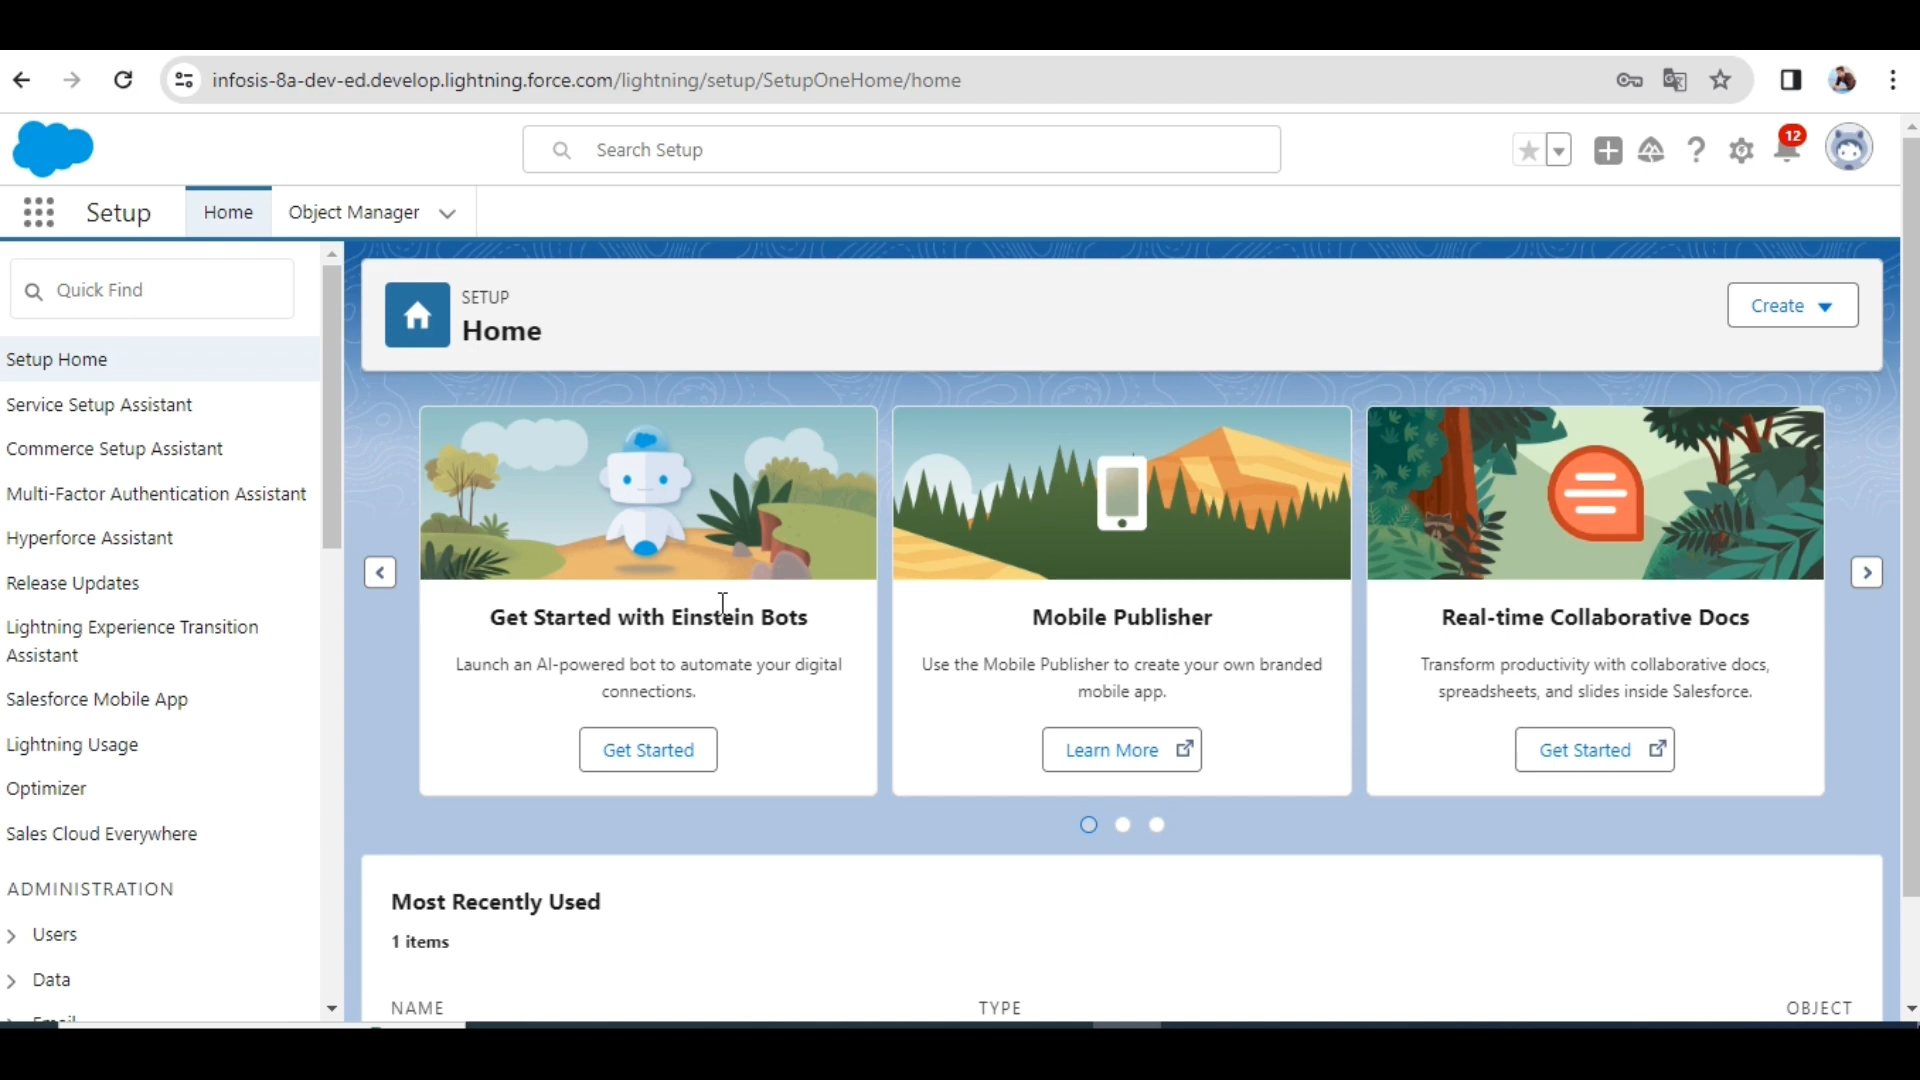 infosis-8a-dev-ed.develop.lightning.force.com/lightning/setup/SetupOneHome/home
Search Setup
12
Setup
Home
Object Manager
Quick Find
Setup Home
Service Setup Assistant
Commerce Setup Assistant
Multi-Factor Authentication Assistant
Hyperforce Assistant
Release Updates
Lightning Experience Transition
Assistant
Salesforce Mobile App
Lightning Usage
Optimizer
Sales Cloud Everywhere
ADMINISTRATION
Users
Data
SETUP
Home
Create
Get Started with Einstein Bots
Launch an AI-powered bot to automate your digital
connections.
Get Started
Mobile Publisher
Use the Mobile Publisher to create your own branded
mobile app.
Learn More
Real-time Collaborative Docs
Transform productivity with collaborative docs,
spreadsheets, and slides inside Salesforce.
Get Started
Most Recently Used
1 items
NAME
TYPE
OBJECT